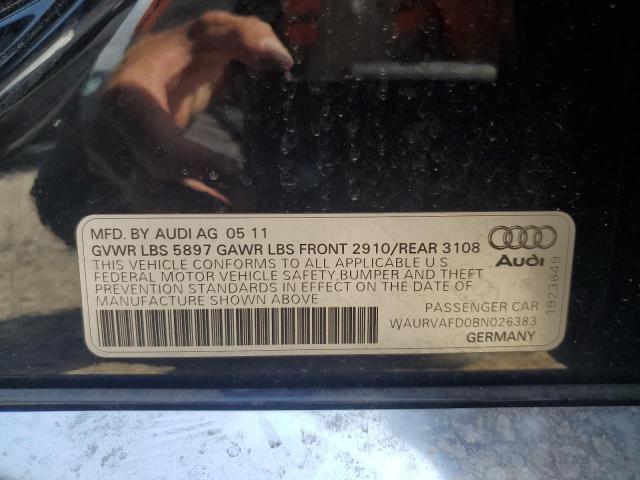 MFD. BY AUDI AG 05 11
GVWR LBS 5897 GAWR LBS FRONT 2910/REAR 3108
THIS VEHICLE CONFORMS TO ALL APPLICABLE U.S
FEDERAL MOTOR VEHICLE SAFETY,BUMPER AND THEFT
PREVENTION STANDARDS IN EFFECT ON THE DATE OF
MANUFACTURE SHOWN ABOVE
Audi
PASSENGER CAR
WAURVAFD0BN026383
GERMANY
1923649